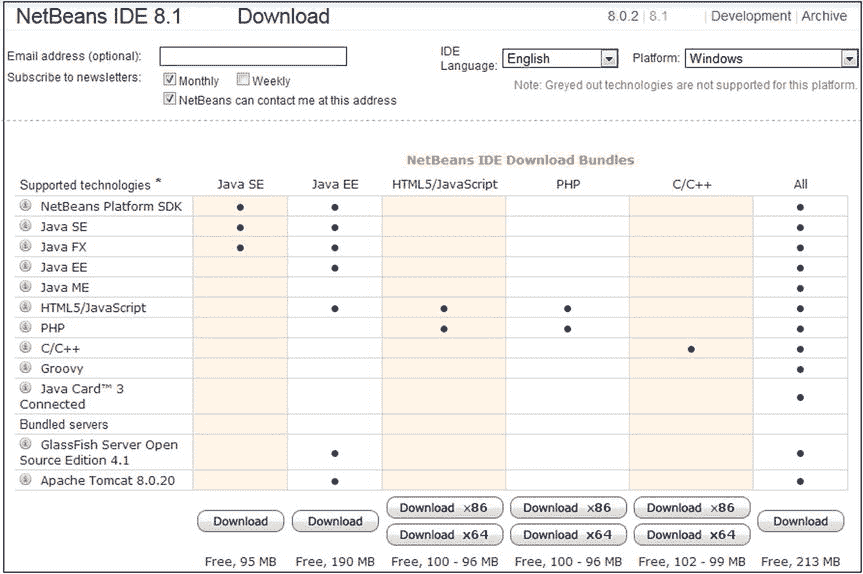 NetBeans IDE 8.1 Download 8.0.2 | 8.1 | Development | Archive
Email address (optional): IDE Language: English Platform: Windows
Subscribe to newsletters: Monthly Weekly
Note: Greyed out technologies are not supported for this platform.
NetBeans can contact me at this address
NetBeans IDE Download Bundles
Supported technologies * Java SE Java EE HTML5/JavaScript PHP C/C++ All
NetBeans Platform SDK • • •
Java SE • • •
Java FX • • •
Java EE • •
Java ME •
HTML5/JavaScript • • • •
PHP • • •
C/C++ • •
Groovy •
Java Card™ 3
Connected •
Bundled servers
GlassFish Server Open
Source Edition 4.1 • •
Apache Tomcat 8.0.20 • •
Download Download Download x86 Download x86 Download x86 Download
Download x64 Download x64 Download x64
Free, 95 MB Free, 190 MB Free, 100 - 96 MB Free, 100 - 96 MB Free, 102 - 99 MB Free, 213 MB